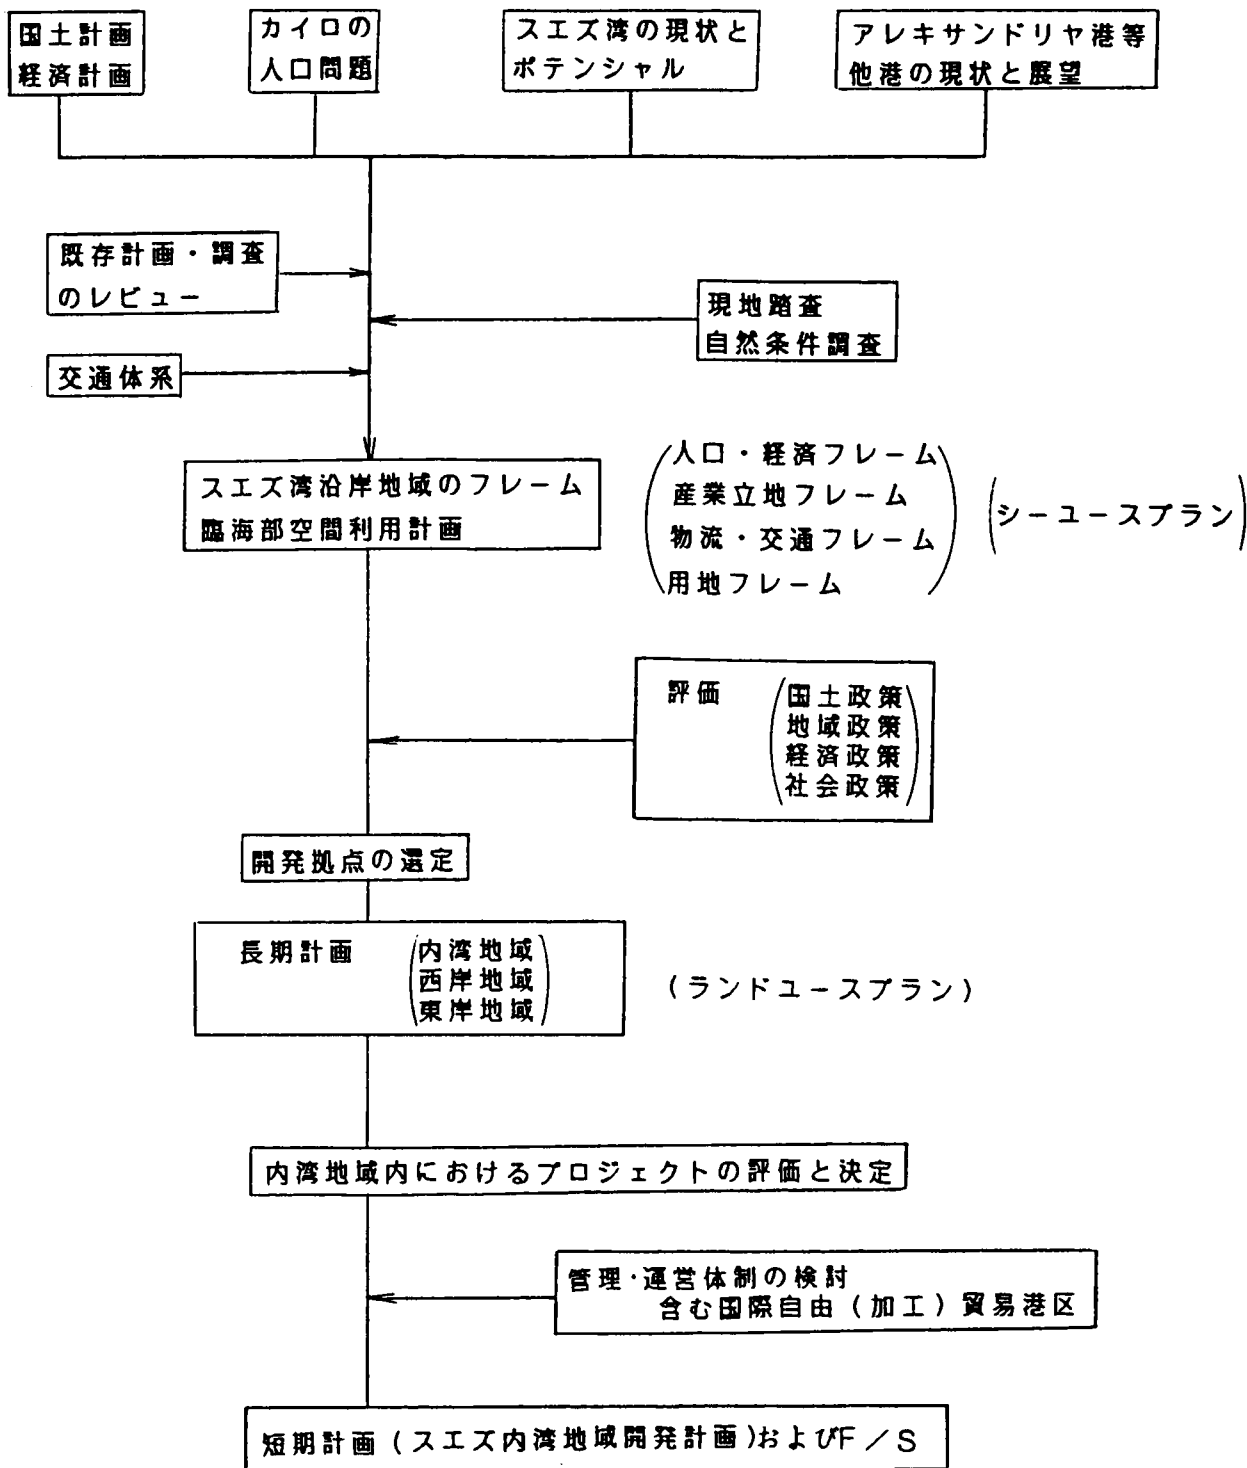 国土計画
経済計画
カイロの
人口問題
スエズ湾の現状と
ポテンシャル
アレキサンドリヤ港等
他港の現状と展望
既存計画・調査
のレビュー
現地踏査
自然条件調査
交通体系
スエズ湾沿岸地域のフレーム
臨海部空間利用計画
(人口・経済フレーム
産業立地フレーム
物流・交通フレーム
用地フレーム)
(シーユースプラン)
評価
(国土政策
地域政策
経済政策
社会政策)
開発拠点の選定
長期計画
(内湾地域
西岸地域
東岸地域)
(ランドユースプラン)
内湾地域内におけるプロジェクトの評価と決定
管理・運営体制の検討
含む国際自由(加工)貿易港区
短期計画(スエズ内湾地域開発計画)およびF/S